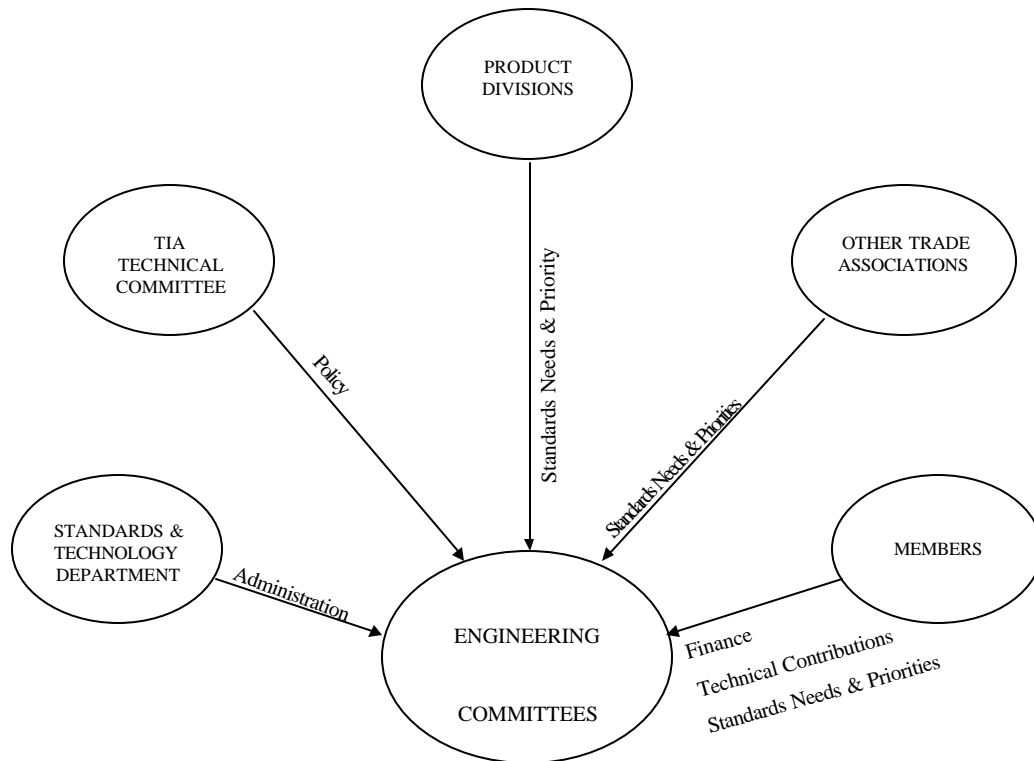 PRODUCT
DIVISIONS
TIA
TECHNICAL
COMMITTEE
OTHER TRADE
ASSOCIATIONS
Policy
Standards Needs & Priority
Standards Needs & Priorities
STANDARDS &
TECHNOLOGY
DEPARTMENT
MEMBERS
Administration
ENGINEERING
COMMITTEES
Finance
Technical Contributions
Standards Needs & Priorities